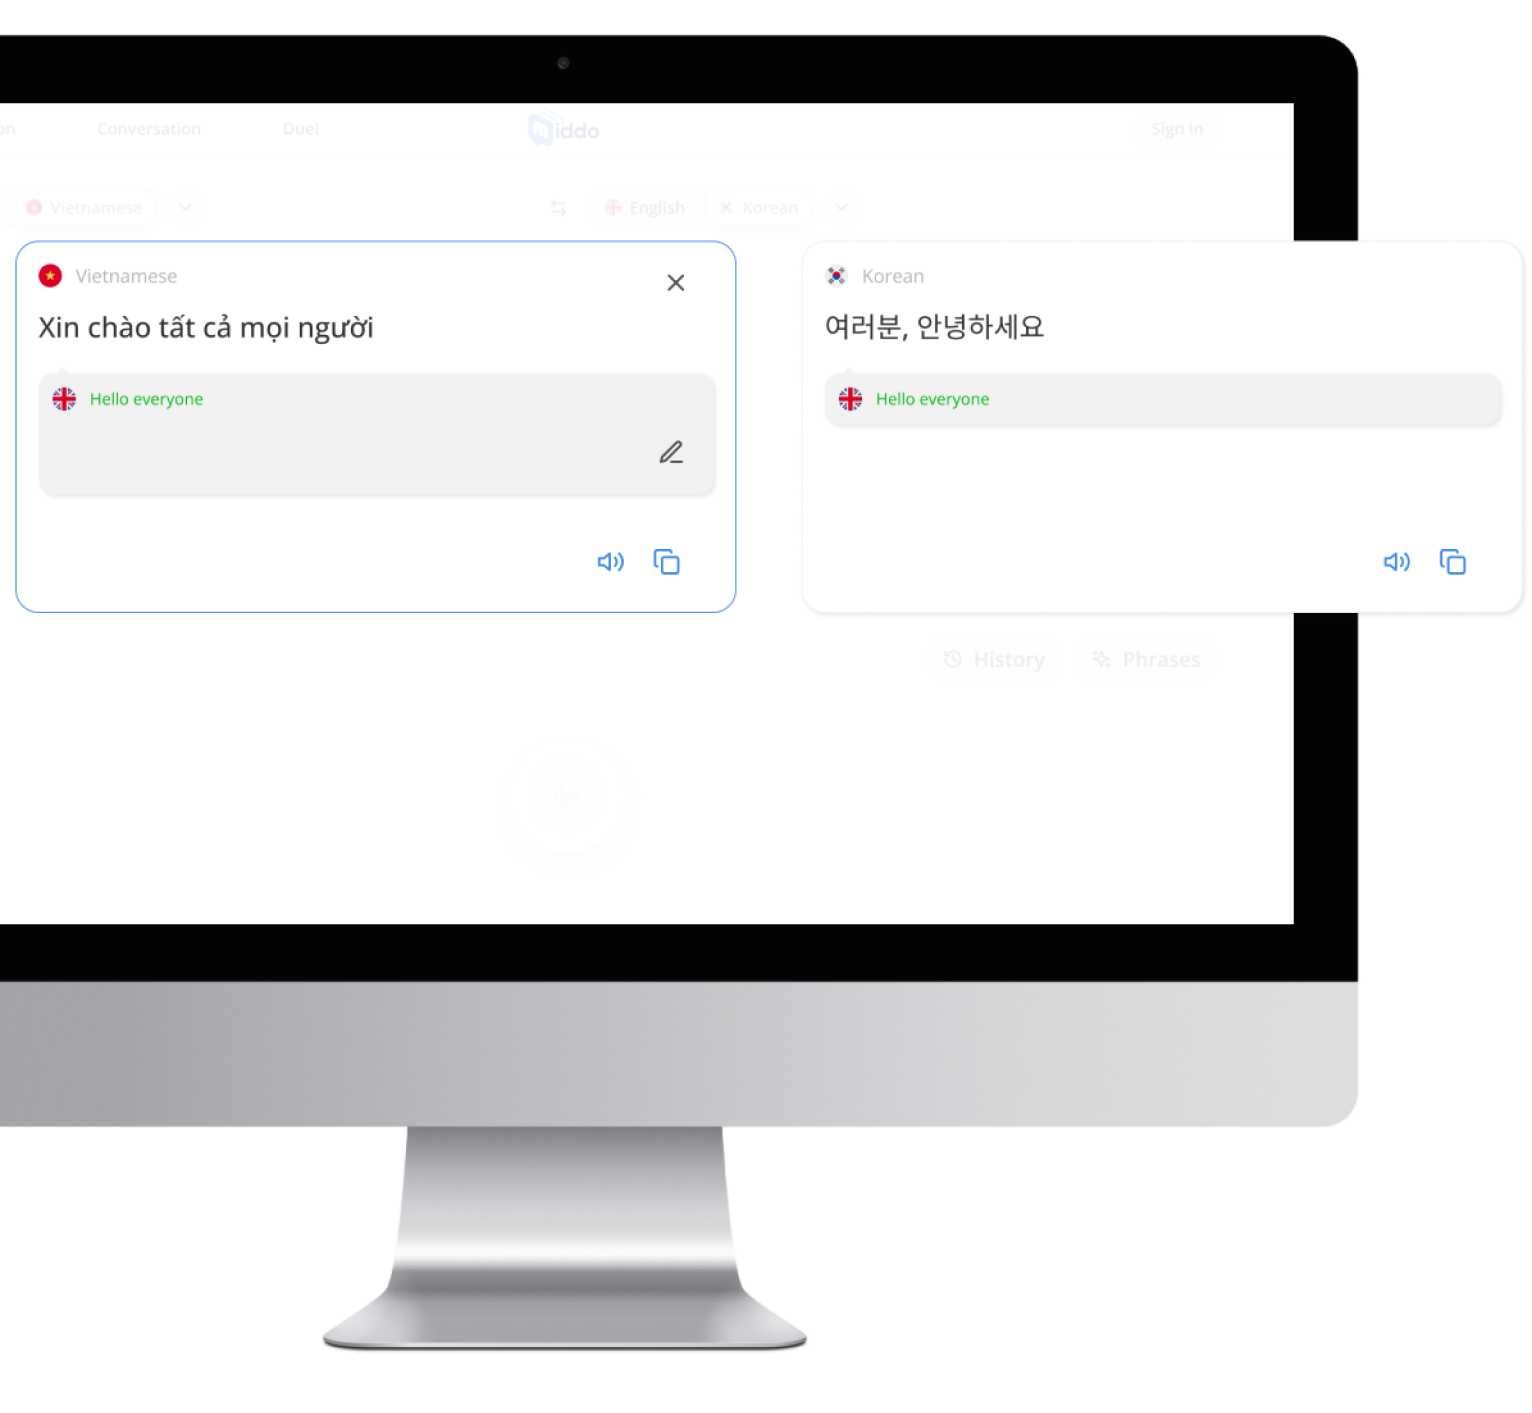 on Conversation Duel middo Sign in
Vietnamese English Korean
Vietnamese
Xin chào tất cả mọi người
Hello everyone
Korean
여러분, 안녕하세요
Hello everyone
History Phrases